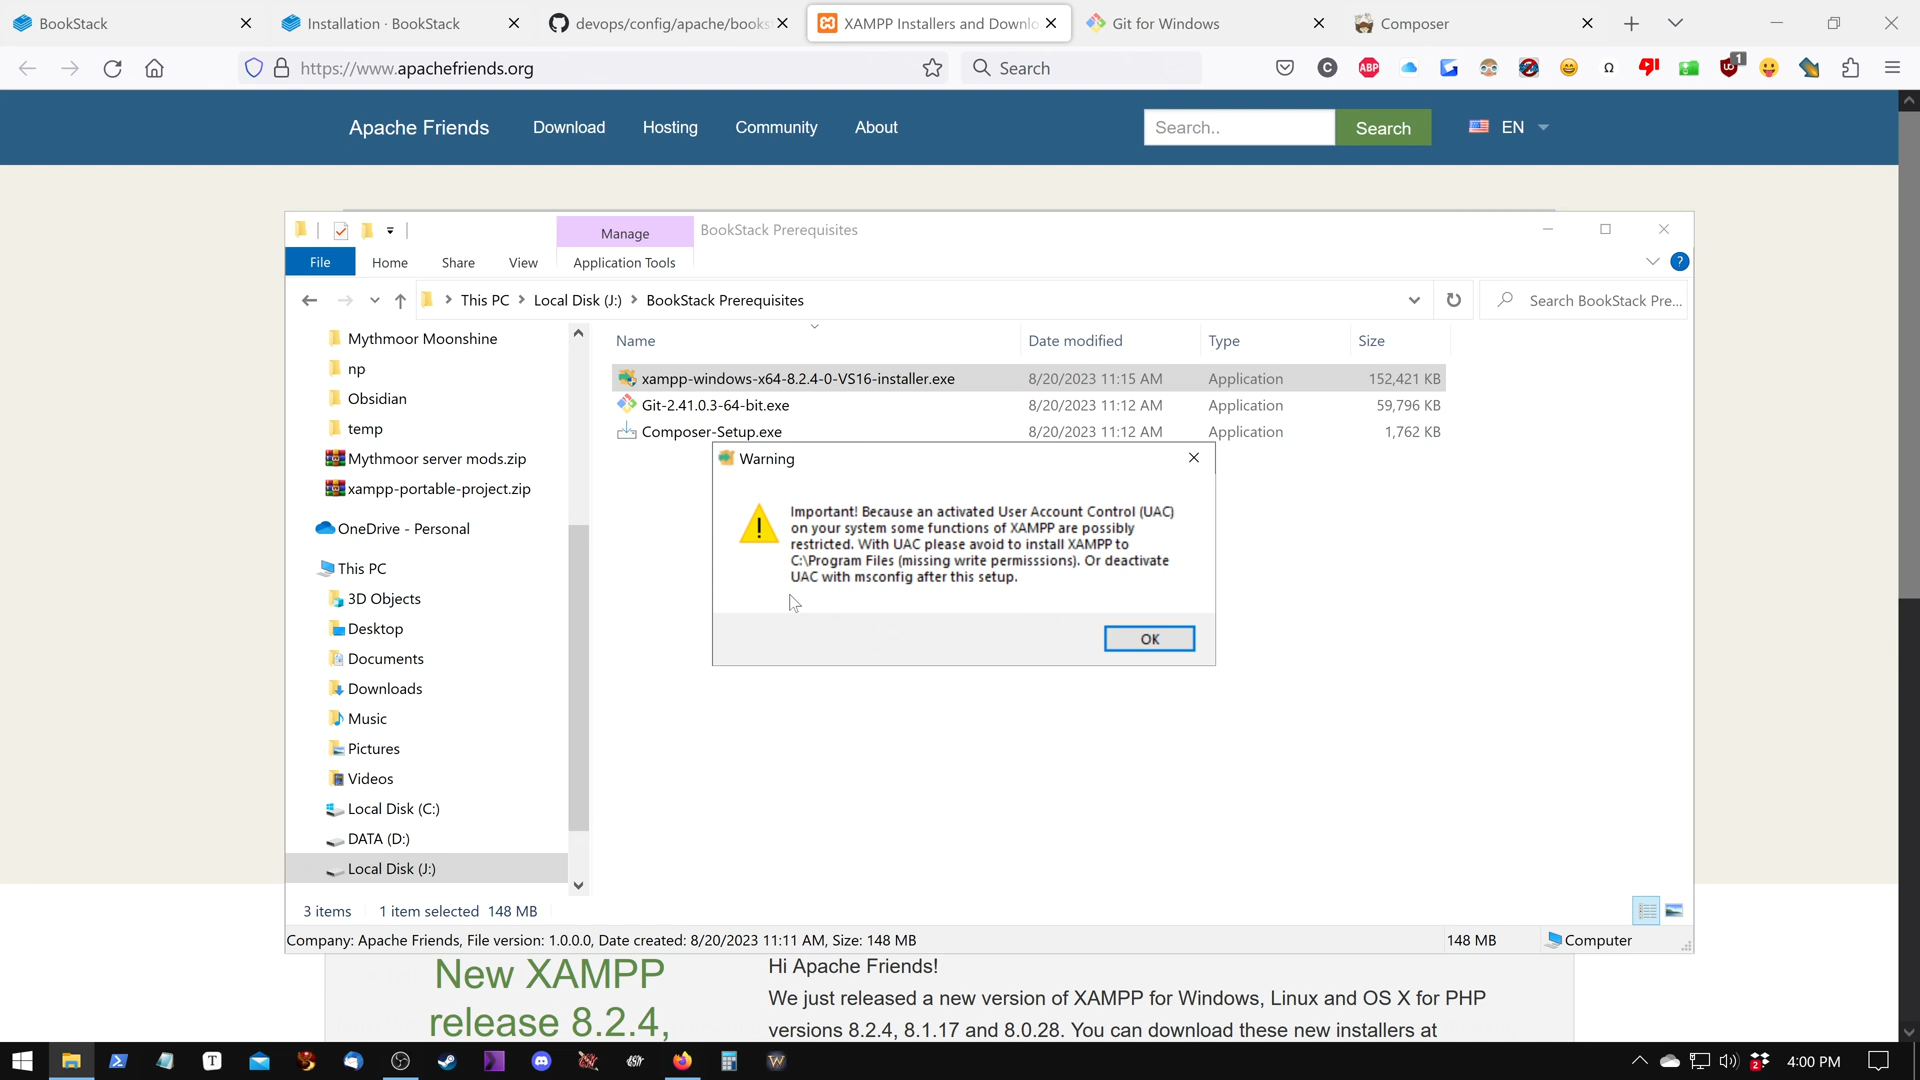 BookStack
Installation · BookStack
devops/config/apache/books
XAMPP Installers and Downlo
Git for Windows
Composer
https://www.apachefriends.org
Search
C
ABP
Ω
1
Apache Friends
Download
Hosting
Community
About
Search..
Search
EN
Manage
BookStack Prerequisites
File
Home
Share
View
Application Tools
?
This PC
Local Disk (J:)
BookStack Prerequisites
Search BookStack Pre...
Name
Date modified
Type
Size
xampp-windows-x64-8.2.4-0-VS16-installer.exe
8/20/2023 11:15 AM
Application
152,421 KB
Git-2.41.0.3-64-bit.exe
8/20/2023 11:12 AM
Application
59,796 KB
Composer-Setup.exe
8/20/2023 11:12 AM
Application
1,762 KB
Mythmoor Moonshine
np
Obsidian
temp
Mythmoor server mods.zip
xampp-portable-project.zip
OneDrive - Personal
This PC
3D Objects
Desktop
Documents
Downloads
Music
Pictures
Videos
Local Disk (C:)
DATA (D:)
Local Disk (J:)
Warning
Important! Because an activated User Account Control (UAC)
on your system some functions of XAMPP are possibly
restricted. With UAC please avoid to install XAMPP to
C:\Program Files (missing write permisssions). Or deactivate
UAC with msconfig after this setup.
OK
3 items
1 item selected 148 MB
Company: Apache Friends, File version: 1.0.0.0, Date created: 8/20/2023 11:11 AM, Size: 148 MB
148 MB
Computer
New XAMPP
release 8.2.4,
Hi Apache Friends!
We just released a new version of XAMPP for Windows, Linux and OS X for PHP
versions 8.2.4, 8.1.17 and 8.0.28. You can download these new installers at
T
W
2
4:00 PM